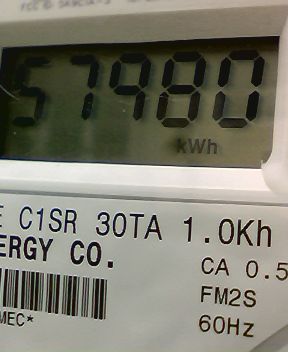 57980
kWh
E C1SR 30TA 1.0Kh
ERGY CO.
CA 0.5
FM2S
MEC*
60Hz